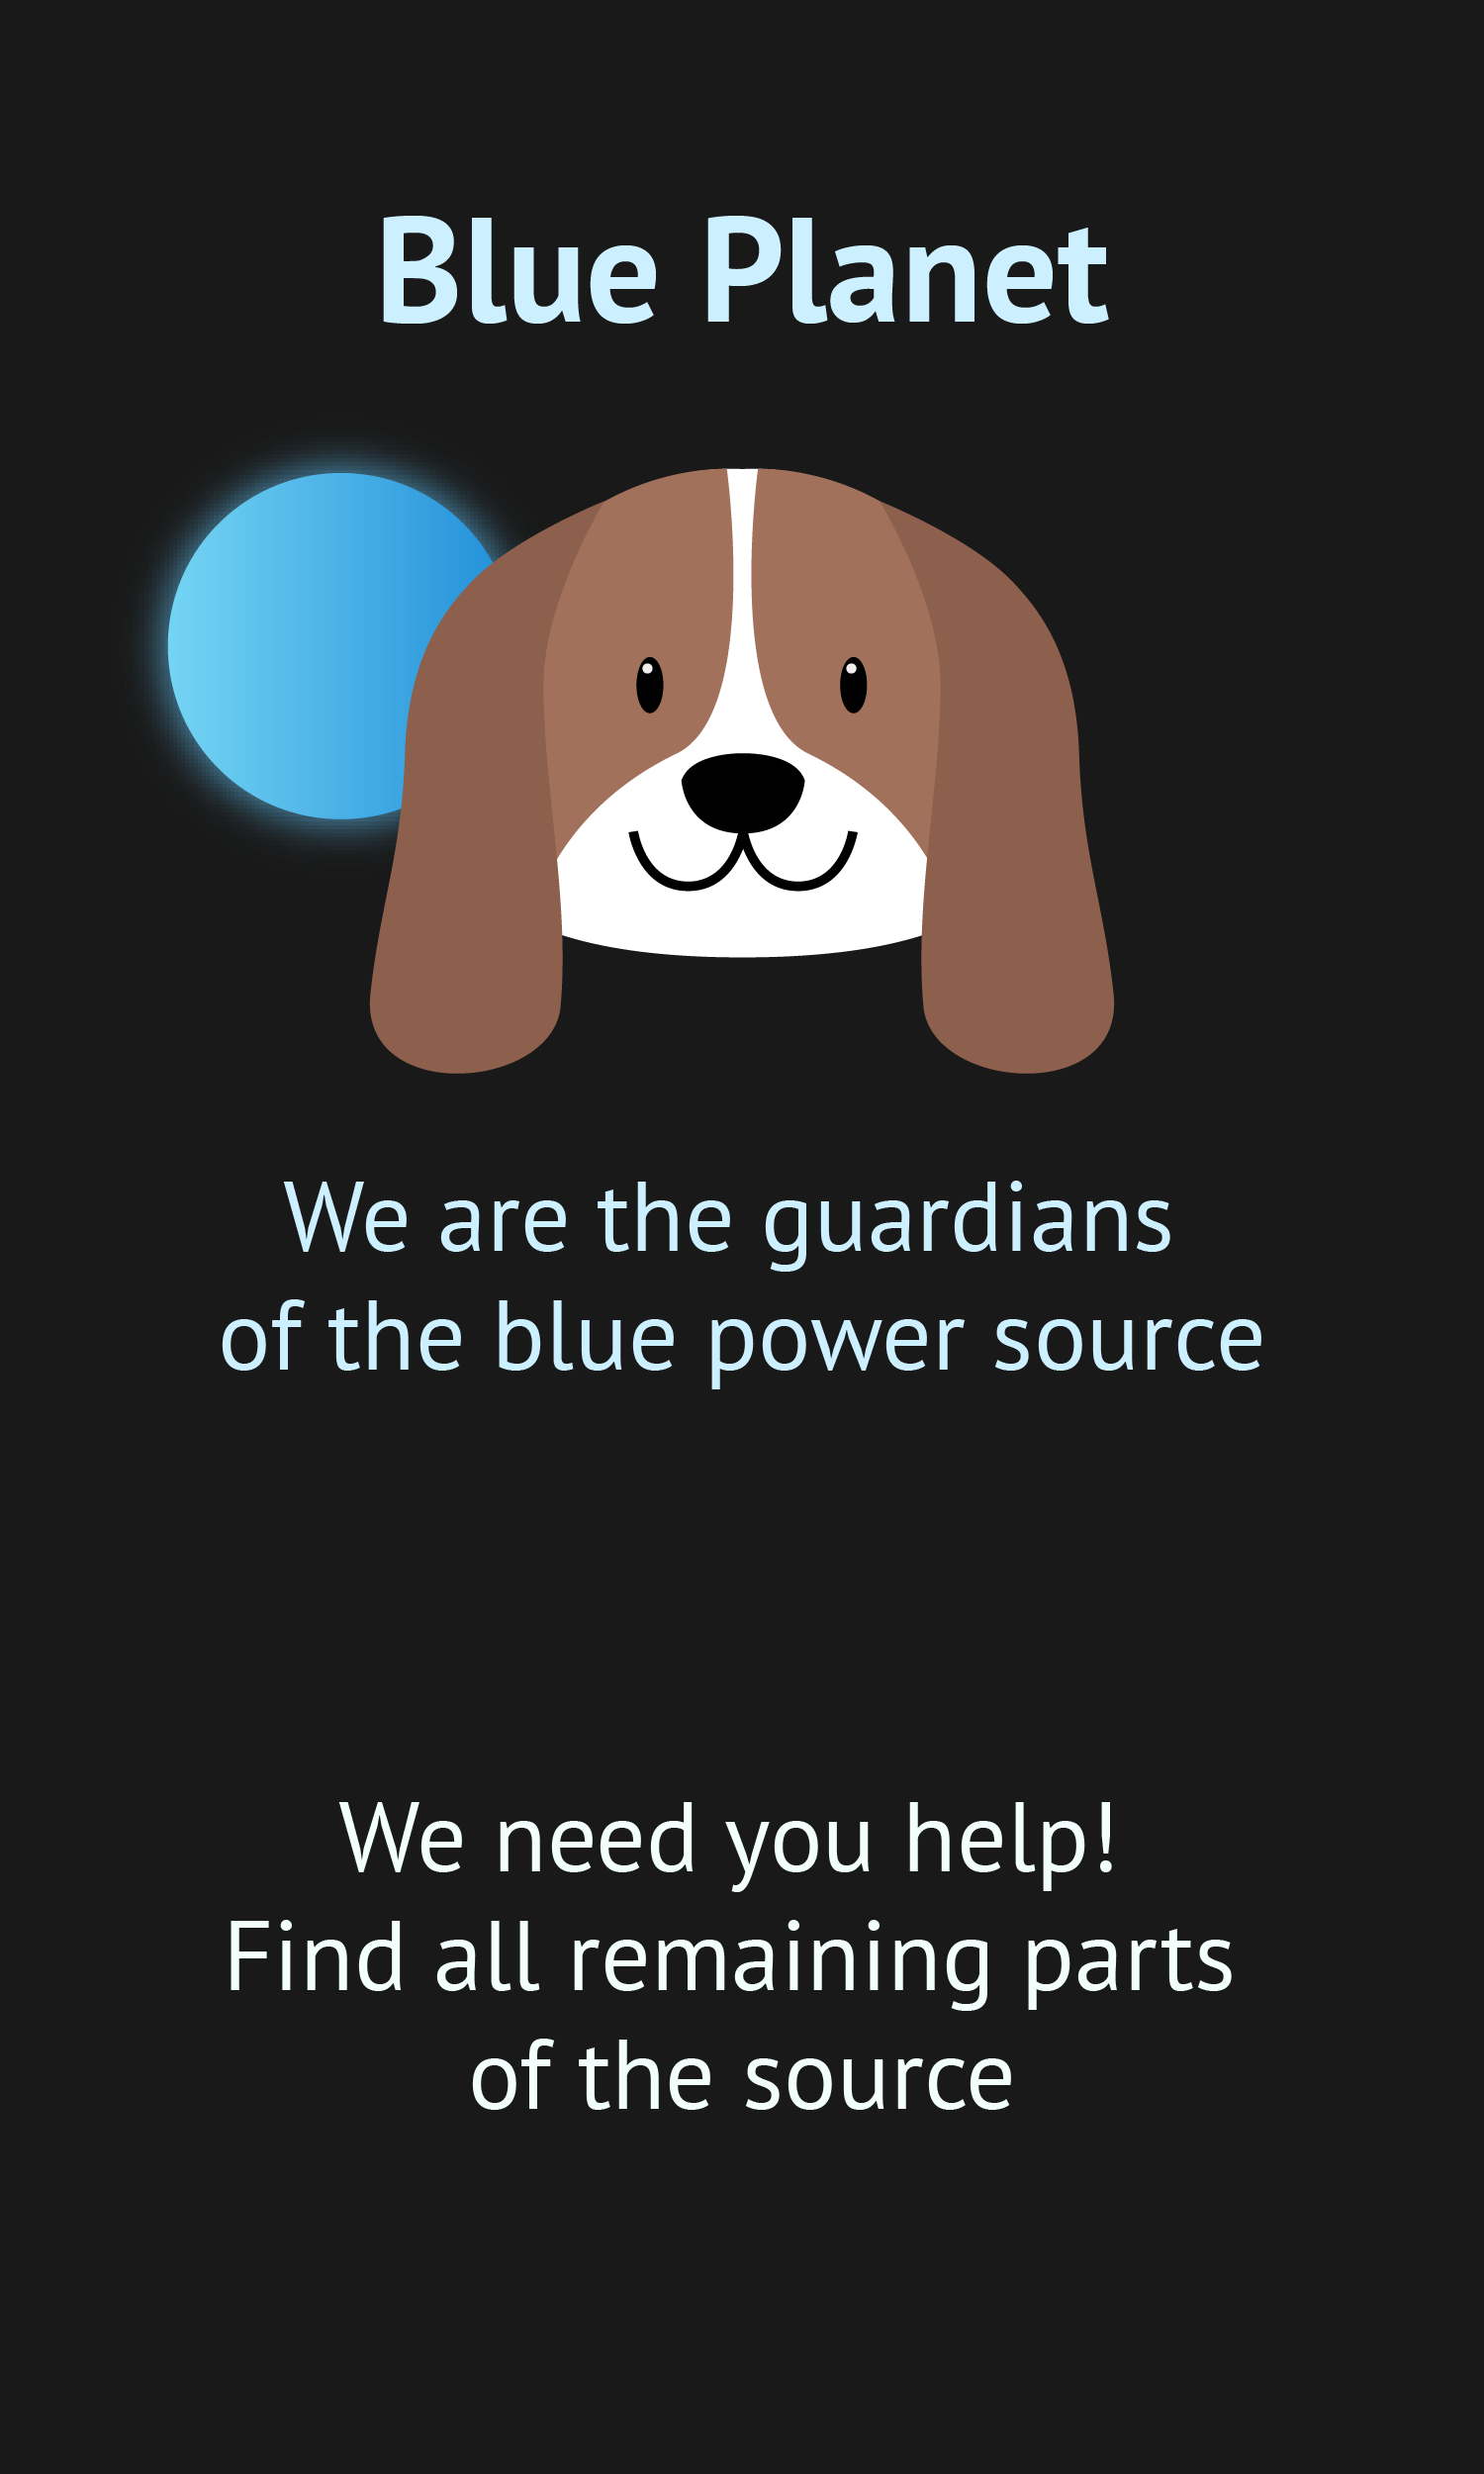 Blue Planet
We are the guardians
of the blue power source
We need you help!
Find all remaining parts
of the source